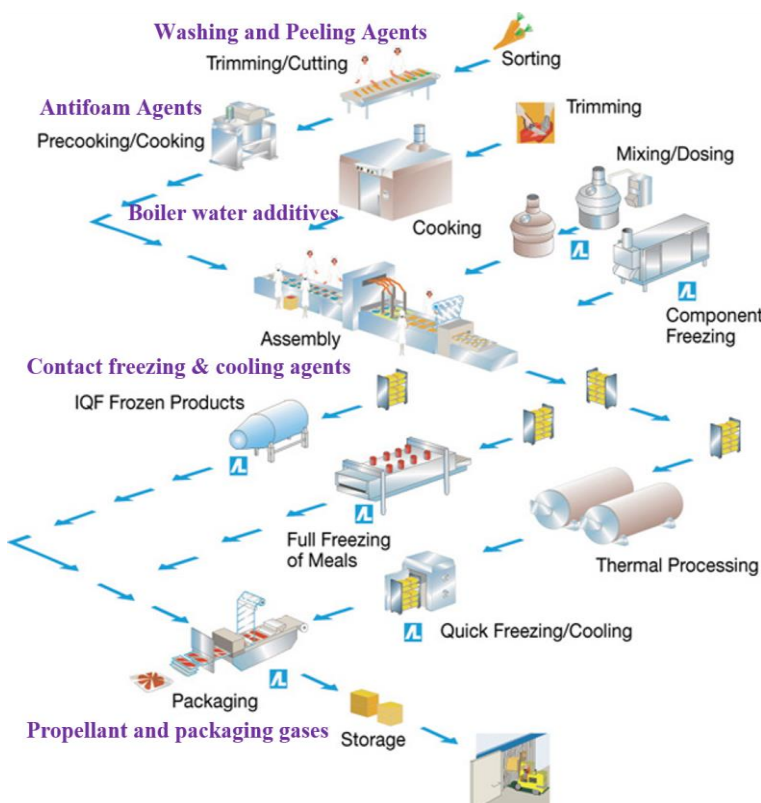 Washing and Peeling Agents
Trimming/Cutting
Sorting
Antifoam Agents
Precooking/Cooking
Trimming
Mixing/Dosing
Boiler water additives
Cooking
Assembly
Component
Freezing
Contact freezing & cooling agents
IQF Frozen Products
Full Freezing
of Meals
Thermal Processing
Quick Freezing/Cooling
Packaging
Propellant and packaging gases
Storage